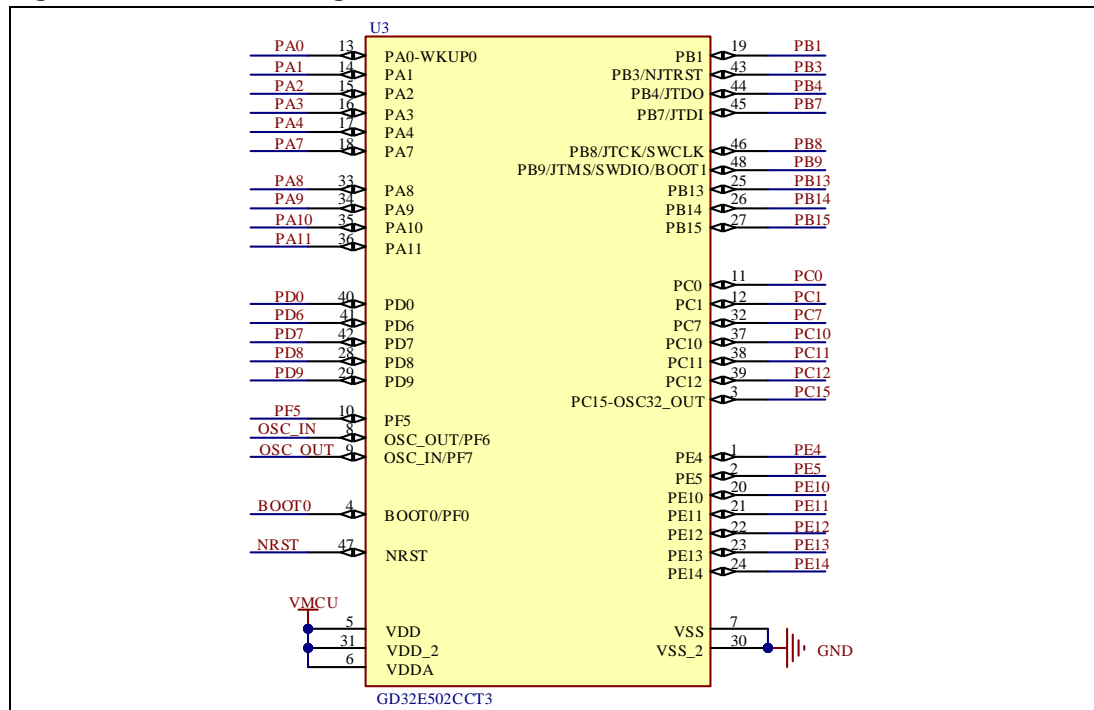 U3
PA0 13 PA0-WKUP0 PB1 19 PB1
PA1 14 PA1 PB3/NJTRST 43 PB3
PA2 15 PA2 PB4/JTDO 44 PB4
PA3 16 PA3 PB7/JTDI 45 PB7
PA4 17 PA4
PA7 18 PA7 PB8/JTCK/SWCLK 46 PB8
PB9/JTMS/SWDIO/BOOT1 48 PB9
PA8 33 PA8 PB13 25 PB13
PA9 34 PA9 PB14 26 PB14
PA10 35 PA10 PB15 27 PB15
PA11 36 PA11
PC0 11 PC0
PD0 40 PD0 PC1 12 PC1
PD6 41 PD6 PC7 32 PC7
PD7 42 PD7 PC10 37 PC10
PD8 28 PD8 PC11 38 PC11
PD9 29 PD9 PC12 39 PC12
PC15-OSC32_OUT 3 PC15
PF5 10 PF5
OSC_IN 8 OSC_OUT/PF6
OSC_OUT 9 OSC_IN/PF7 PE4 1 PE4
PE5 2 PE5
PE10 20 PE10
BOOT0 4 BOOT0/PF0 PE11 21 PE11
PE12 22 PE12
NRST 47 NRST PE13 23 PE13
PE14 24 PE14
VMCU
5 VDD VSS 7
31 VDD_2 VSS_2 30 GND
6 VDDA
GD32E502CCT3